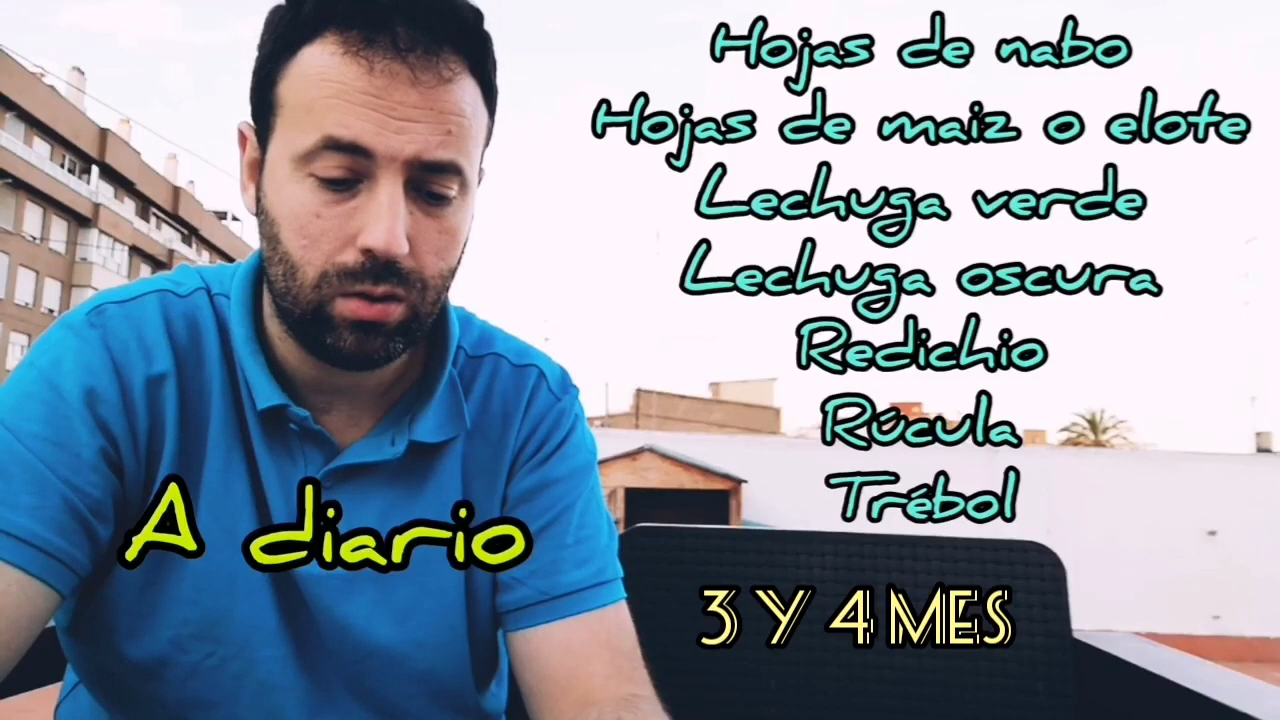 Hojas de nabo
Hojas de maiz o elote
Lechuga verde
Lechuga oscura
Redichio
Rúcula
Trébol
A diario
3 Y 4 MES